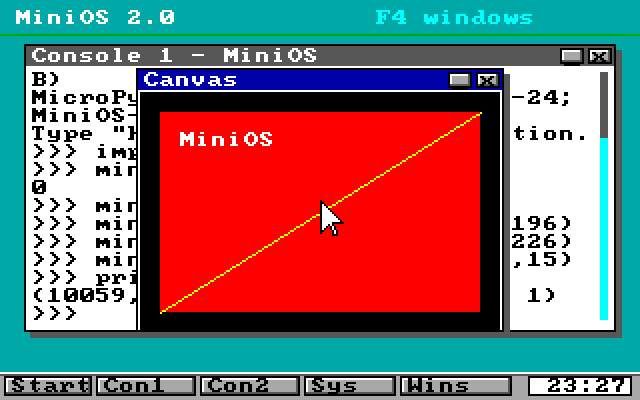 MiniOS 2.0 F4 windows
Console 1 - MiniOS
B)
MicroPy -24;
MiniOS-
Type "H tion.
>>> imp
>>> min
0
>>> min
>>> min 196)
>>> min 226)
>>> min ,15)
>>> pri
(10059, 1)
>>>
Canvas
MiniOS
Start Con1 Con2 Sys Wins 23:27